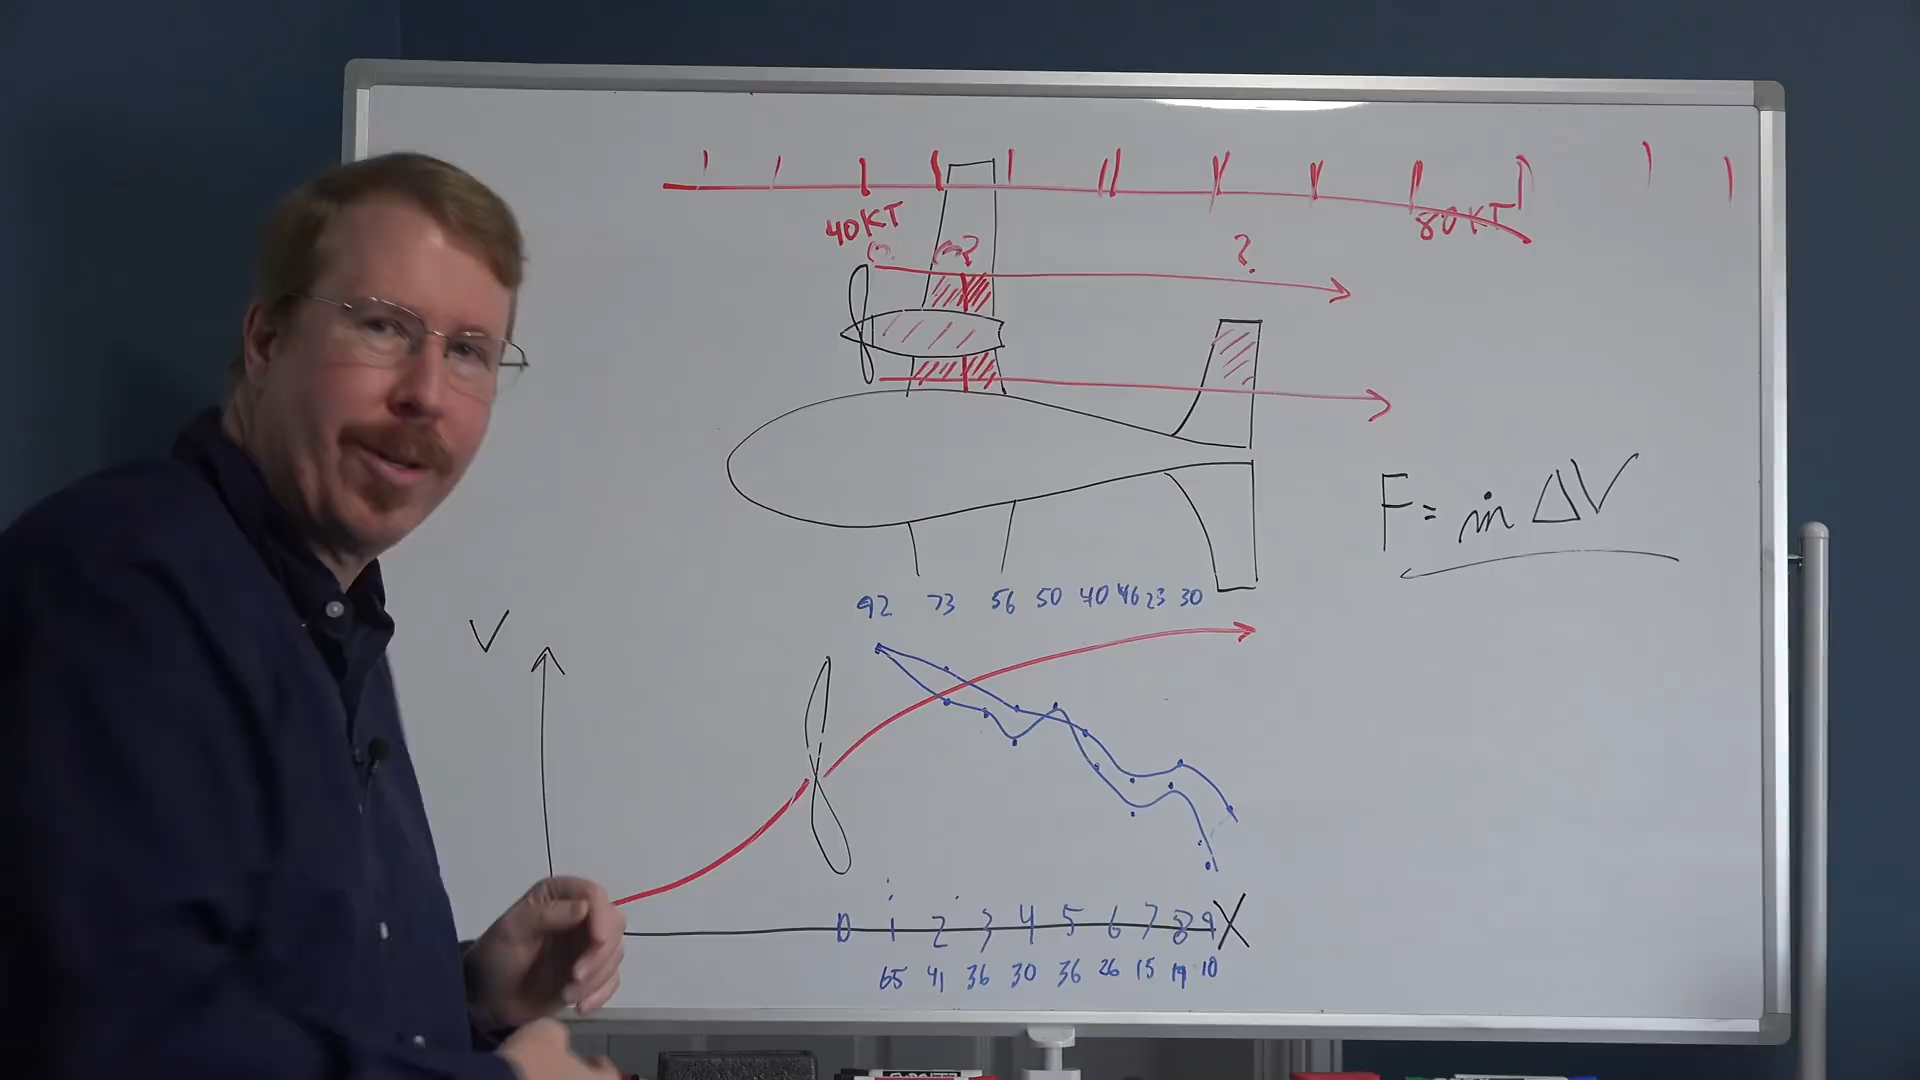 40KT
80KT
? ?
F = ṁ ΔV
92 73 56 50 40 46 23 30
V
0 1 2 3 4 5 6 7 8 9 X
65 41 36 30 36 26 15 19 10